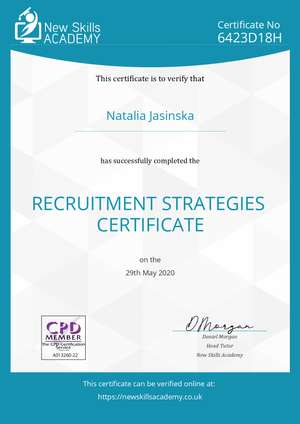 New Skills
ACADEMY
Certificate No
6423D18H
This certificate is to verify that
Natalia Jasinska
has successfully completed the
RECRUITMENT STRATEGIES
CERTIFICATE
on the
29th May 2020
CPD
MEMBER
The CPD Certification
Service
A013260-22
D Morgan
Daniel Morgan
Head Tutor
New Skills Academy
This certificate can be verified online at:
https://newskillsacademy.co.uk